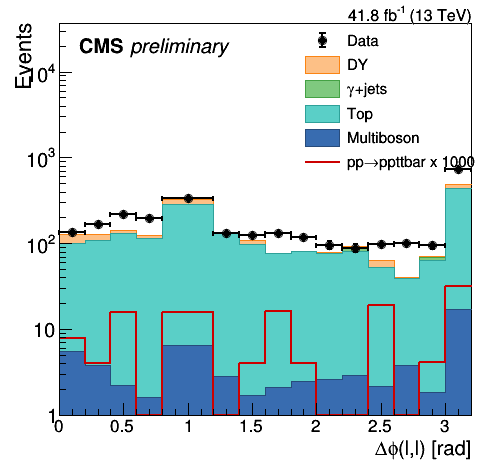 41.8 fb⁻¹ (13 TeV)
Events
CMS preliminary
Data
DY
γ+jets
Top
Multiboson
pp→ppttbar x 1000
10⁴
10³
10²
10
1
0 0.5 1 1.5 2 2.5 3
Δϕ(l,l) [rad]